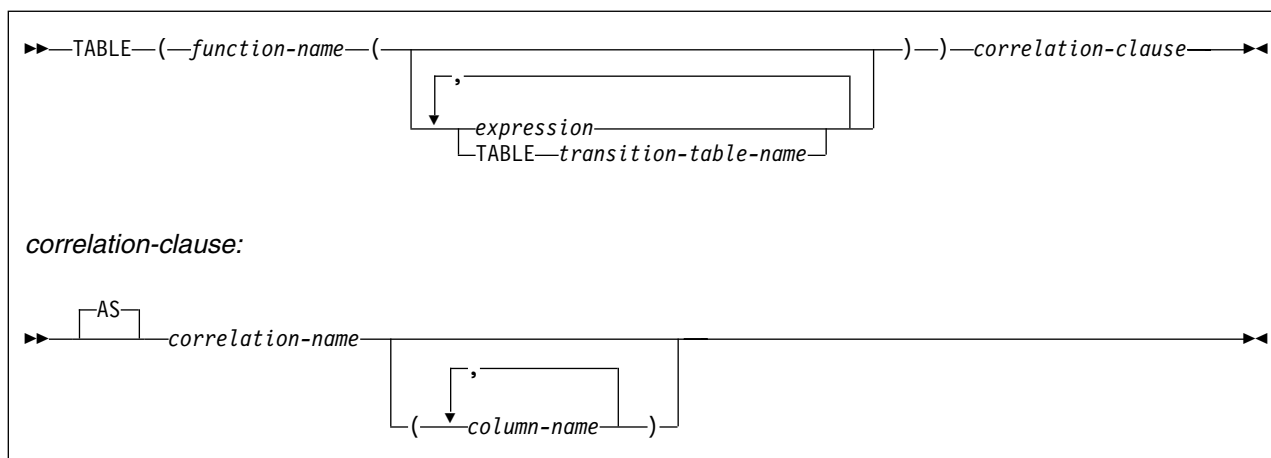 TABLE ( function-name ( ) ) correlation-clause
,
expression
TABLE transition-table-name
correlation-clause:
AS
correlation-name
,
( column-name )